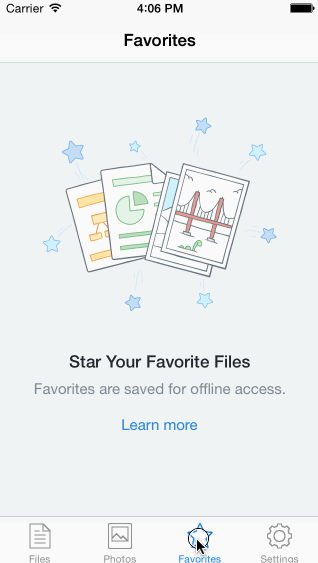 Carrier 4:06 PM
Favorites
Star Your Favorite Files
Favorites are saved for offline access.
Learn more
Files Photos Favorites Settings